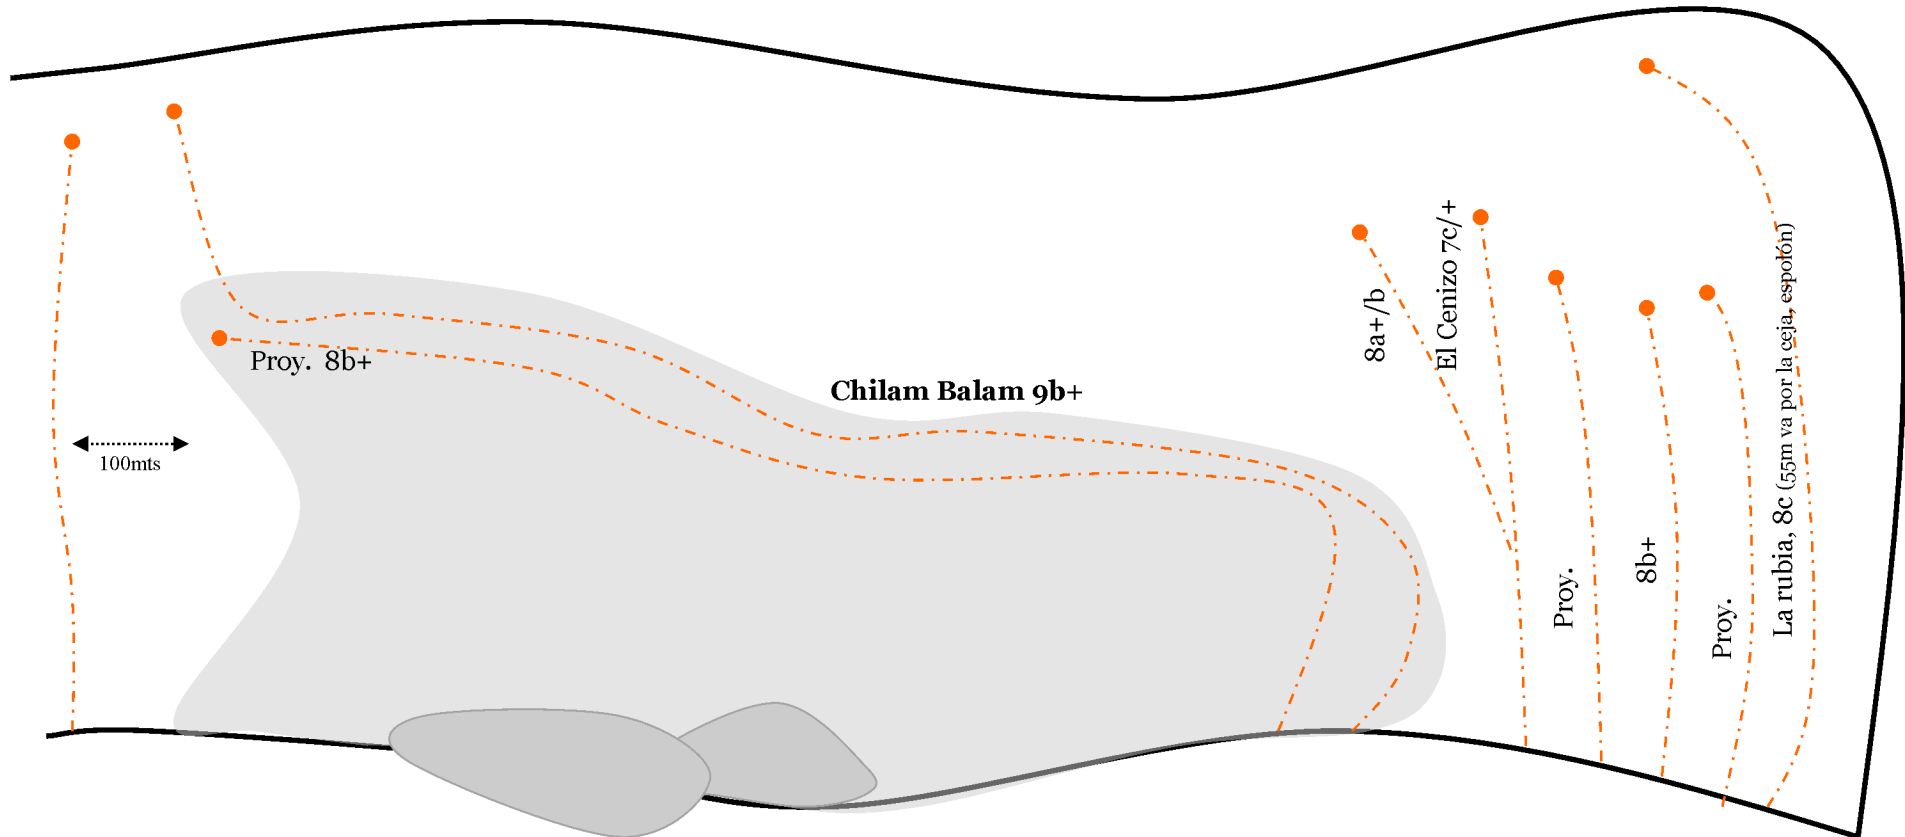 Proy. 8b+
100mts
Chilam Balam 9b+
8a+/b
El Cenizo 7c/+
Proy.
8b+
Proy.
La rubia, 8c (55m va por la ceja, espolón)